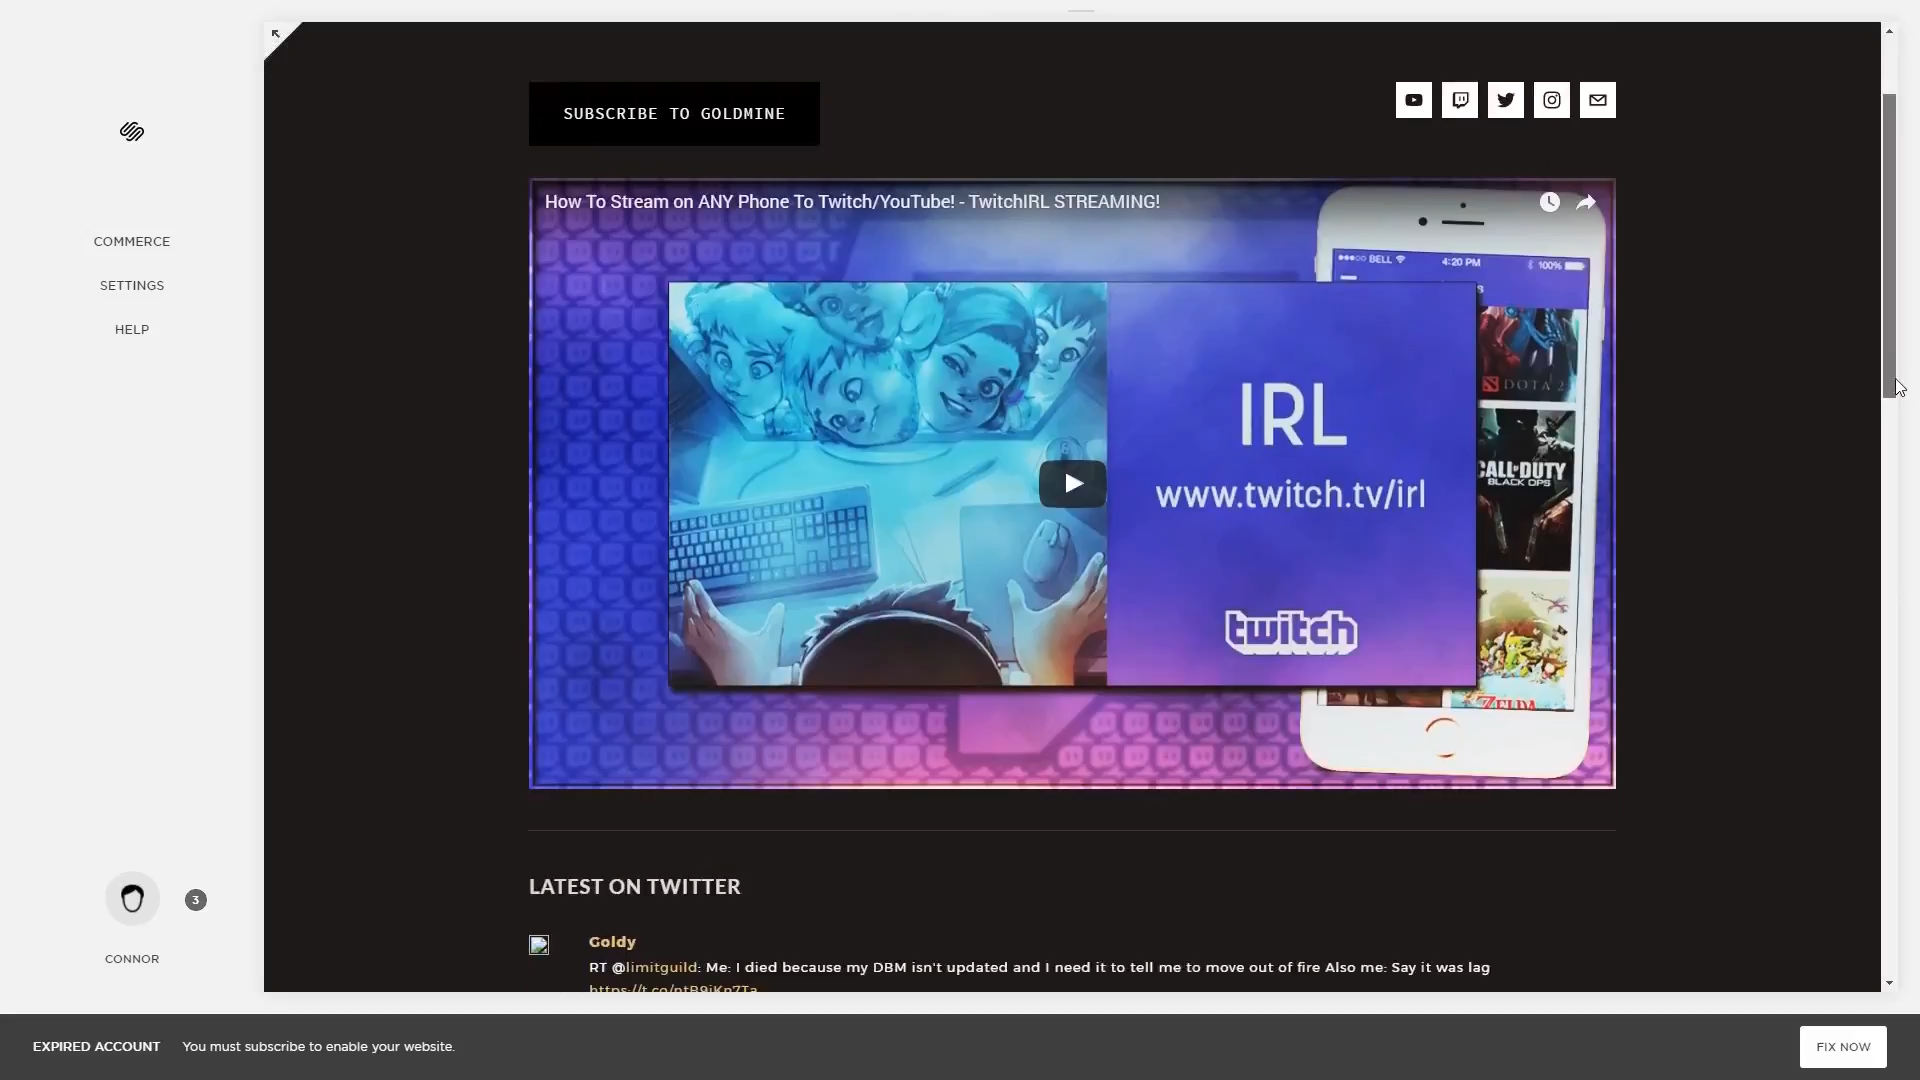 SUBSCRIBE TO GOLDMINE
COMMERCE
SETTINGS
HELP
How To Stream on ANY Phone To Twitch/YouTube! - TwitchIRL STREAMING!
BELL
4:20 PM
100%
DOTA 2
IRL
www.twitch.tv/irl
CALL OF DUTY
BLACK OPS
twitch
ZELDA
LATEST ON TWITTER
Goldy
RT @limitguild: Me: I died because my DBM isn't updated and I need it to tell me to move out of fire Also me: Say it was lag
3
CONNOR
EXPIRED ACCOUNT You must subscribe to enable your website.
FIX NOW